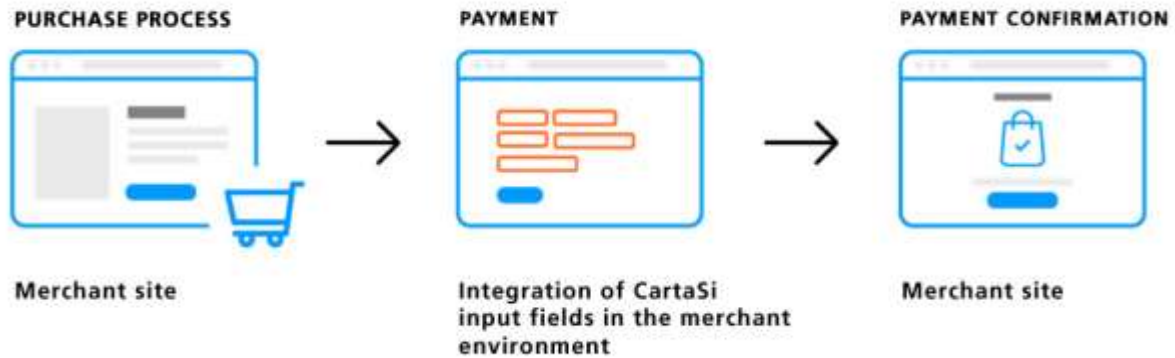 PURCHASE PROCESS
PAYMENT
PAYMENT CONFIRMATION
Merchant site
Integration of CartaSi
input fields in the merchant
environment
Merchant site